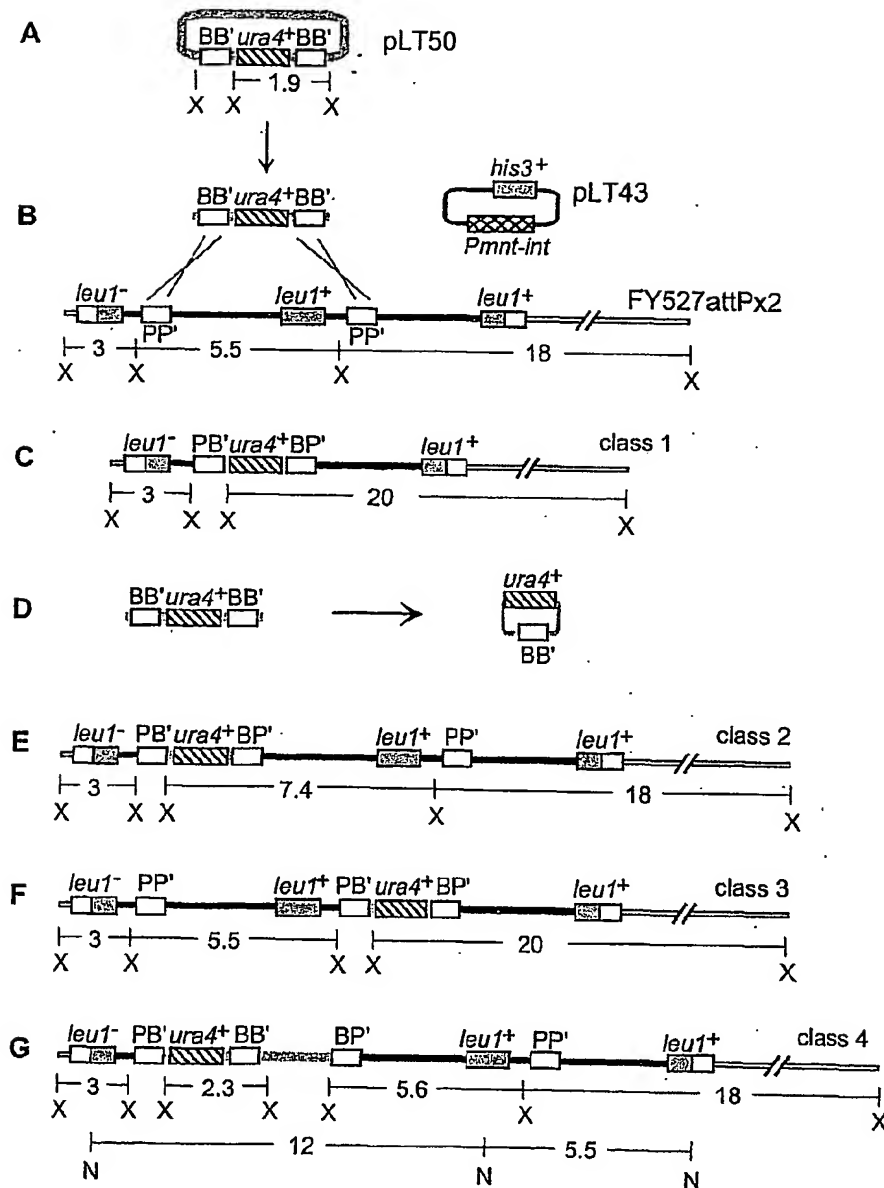 A
BB' ura4+ BB'
pLT50
1.9
X X X
B
BB' ura4+ BB'
his3+
pLT43
Pmnt-int
leu1- leu1+ leu1+
FY527attPx2
PP' PP'
3 5.5 18
X X X X
C
leu1- PB' ura4+ BP' leu1+
class 1
3 20
X X X X
D
BB' ura4+ BB'
ura4+
BB'
E
leu1- PB' ura4+ BP' leu1+ PP' leu1+
class 2
3 7.4 18
X X X X X
F
leu1- PP' leu1+ PB' ura4+ BP' leu1+
class 3
3 5.5 20
X X X X X
G
leu1- PB' ura4+ BB' BP' leu1+ PP' leu1+
class 4
3 2.3 5.6 18
X X X X X X X
12 5.5
N N N